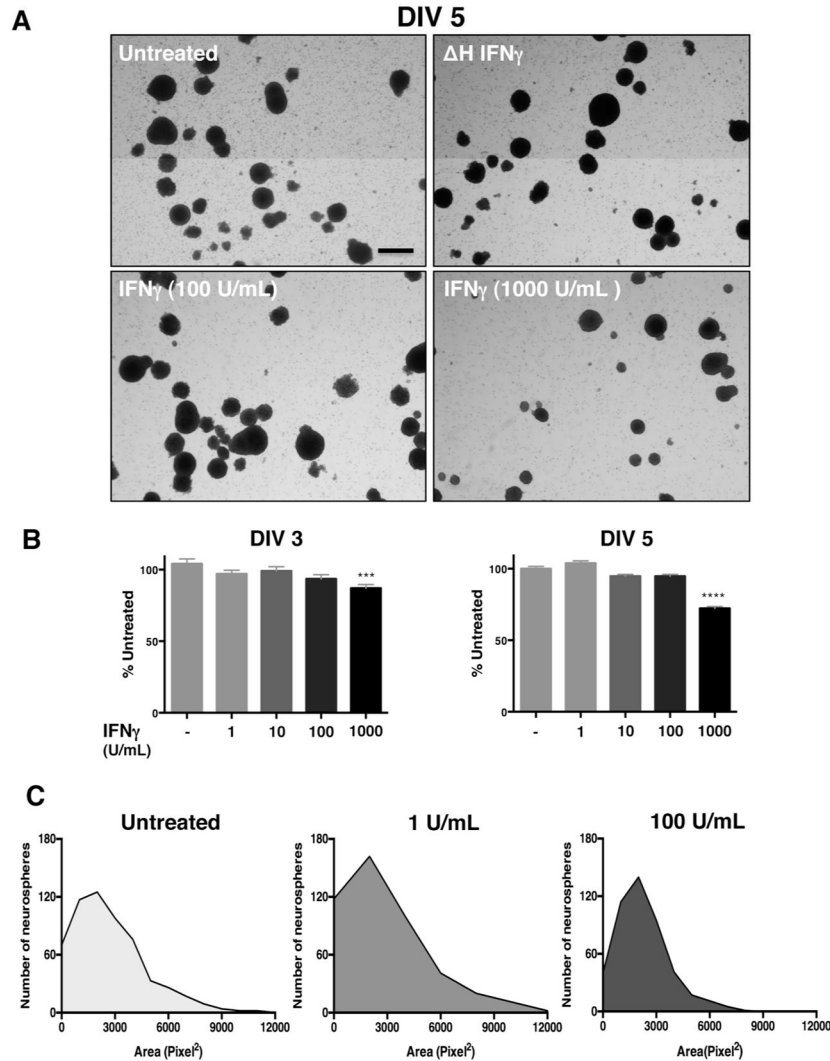 DIV 5
A
Untreated
ΔH IFNγ
IFNγ (100 U/mL)
IFNγ (1000 U/mL )
B
DIV 3
DIV 5
% Untreated
100
50
0
***
IFNγ
(U/mL)
- 1 10 100 1000
% Untreated
100
50
0
****
- 1 10 100 1000
C
Untreated
1 U/mL
100 U/mL
Number of neurospheres
180
120
60
0
0 3000 6000 9000 12000
Area (Pixel²)
Number of neurospheres
180
120
60
0
0 3000 6000 9000 12000
Area (Pixel²)
Number of neurospheres
180
120
60
0
0 3000 6000 9000 12000
Area(Pixel²)